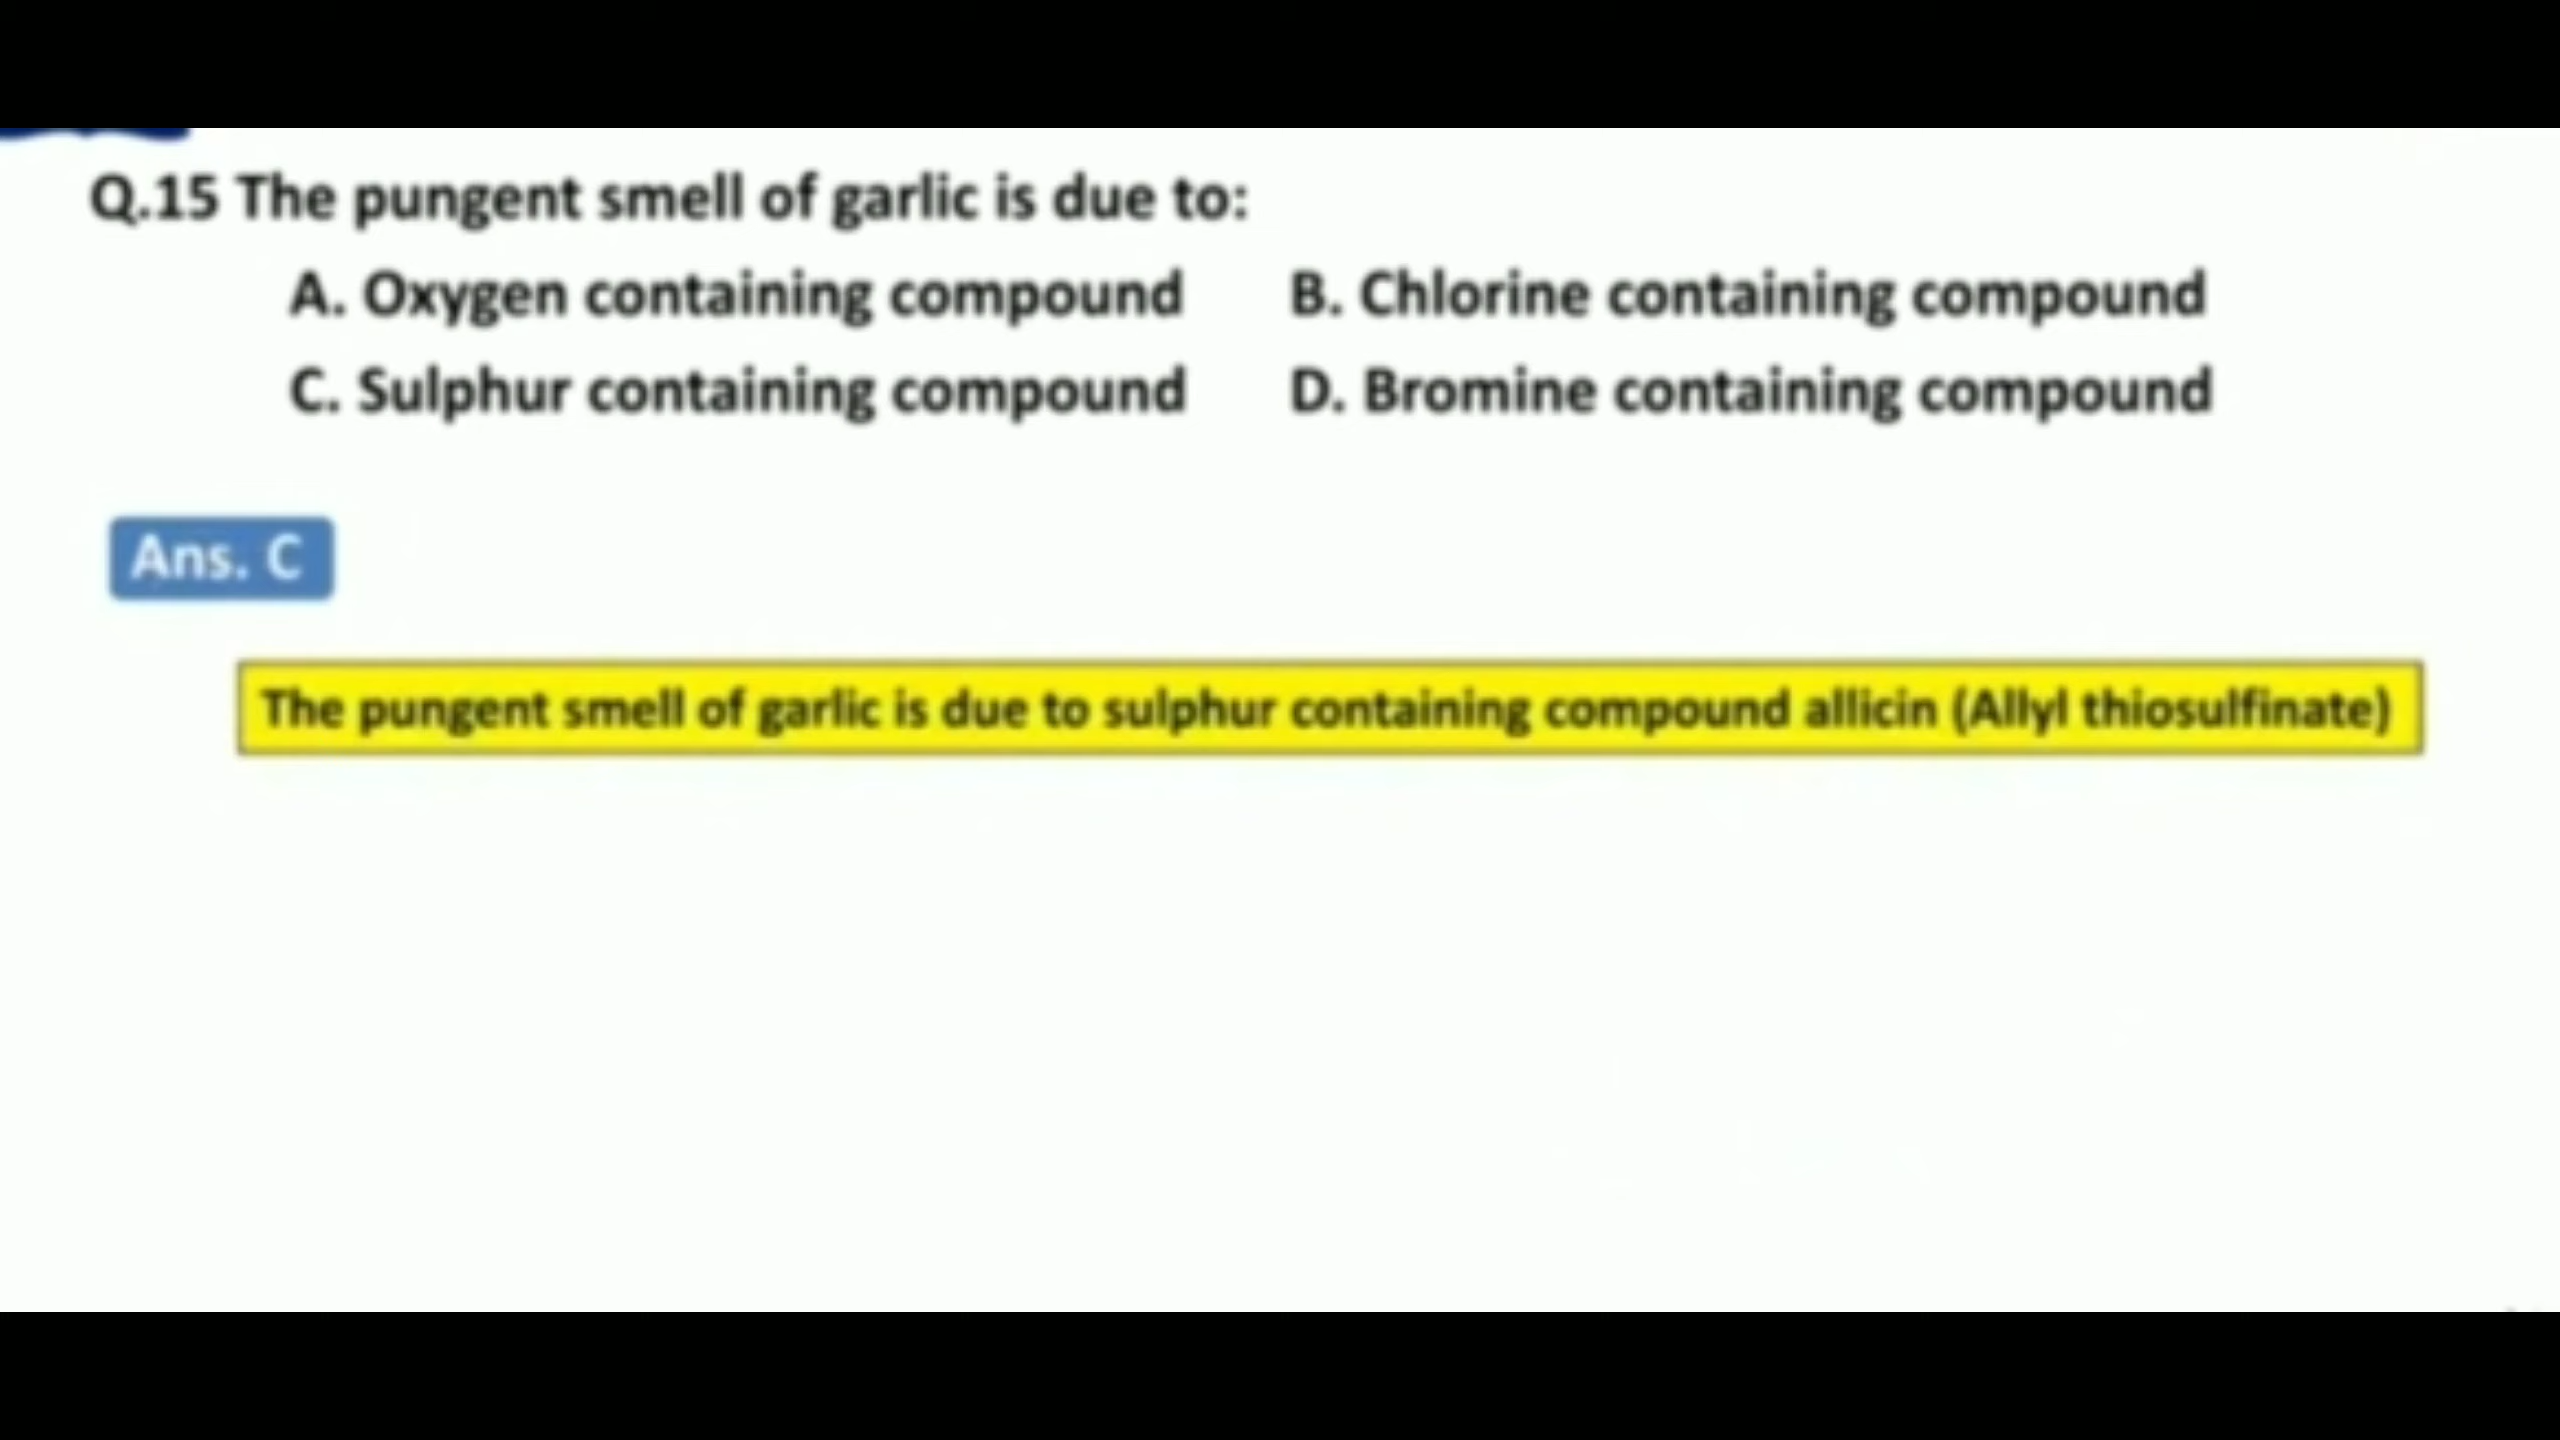 Q.15 The pungent smell of garlic is due to:
A. Oxygen containing compound B. Chlorine containing compound
C. Sulphur containing compound D. Bromine containing compound
Ans. C
The pungent smell of garlic is due to sulphur containing compound allicin (Allyl thiosulfinate)